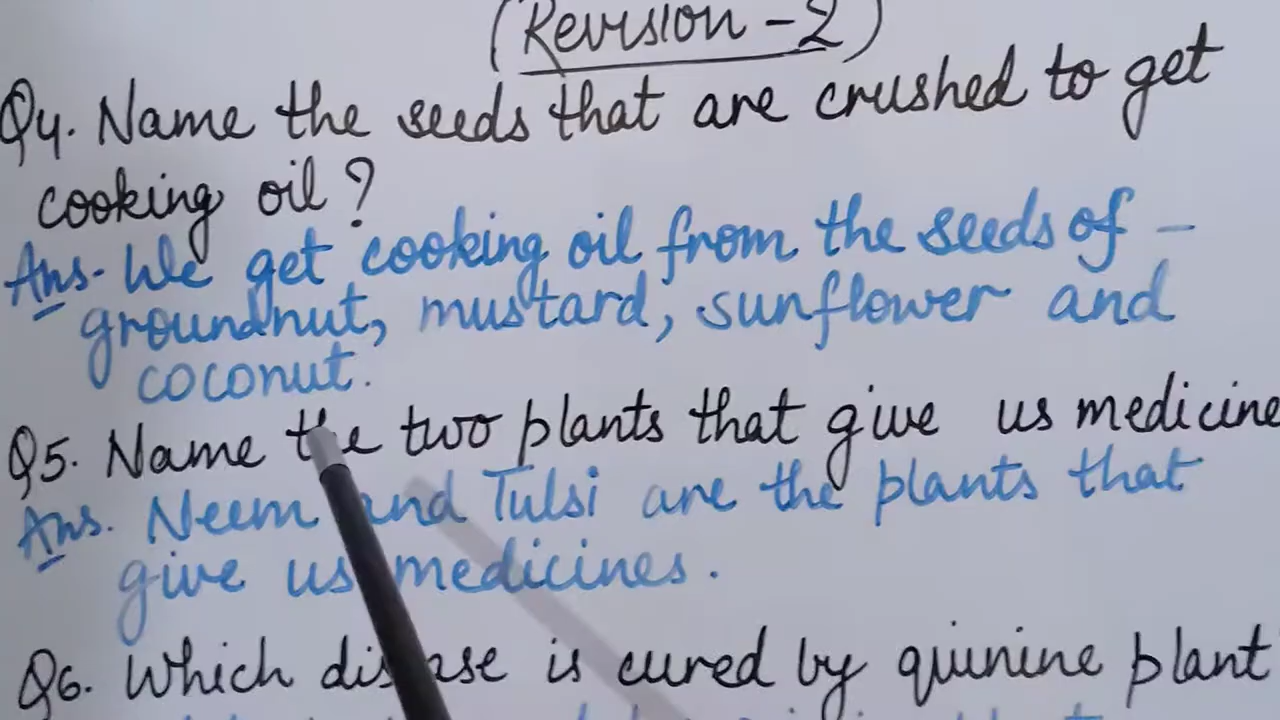 (Revision - 2)
Q4. Name the seeds that are crushed to get
cooking oil?
Ans. We get cooking oil from the seeds of -
groundnut, mustard, sunflower and
coconut.
Q5. Name the two plants that give us medicine
Ans. Neem and Tulsi are the plants that
give us medicines.
Q6. Which disease is cured by quinine plant